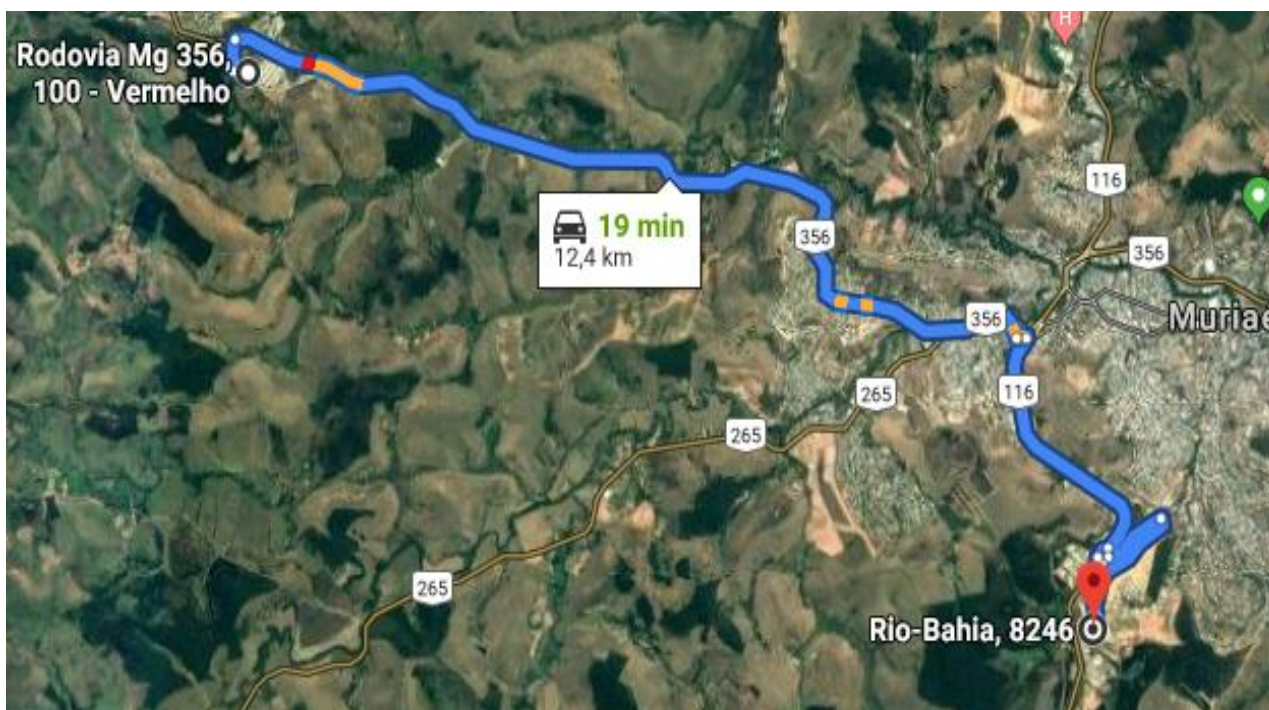 H
Rodovia Mg 356,
100 - Vermelho
116
19 min
12,4 km
356
356
Muriaé
356
116
265
265
265
Rio-Bahia, 8246